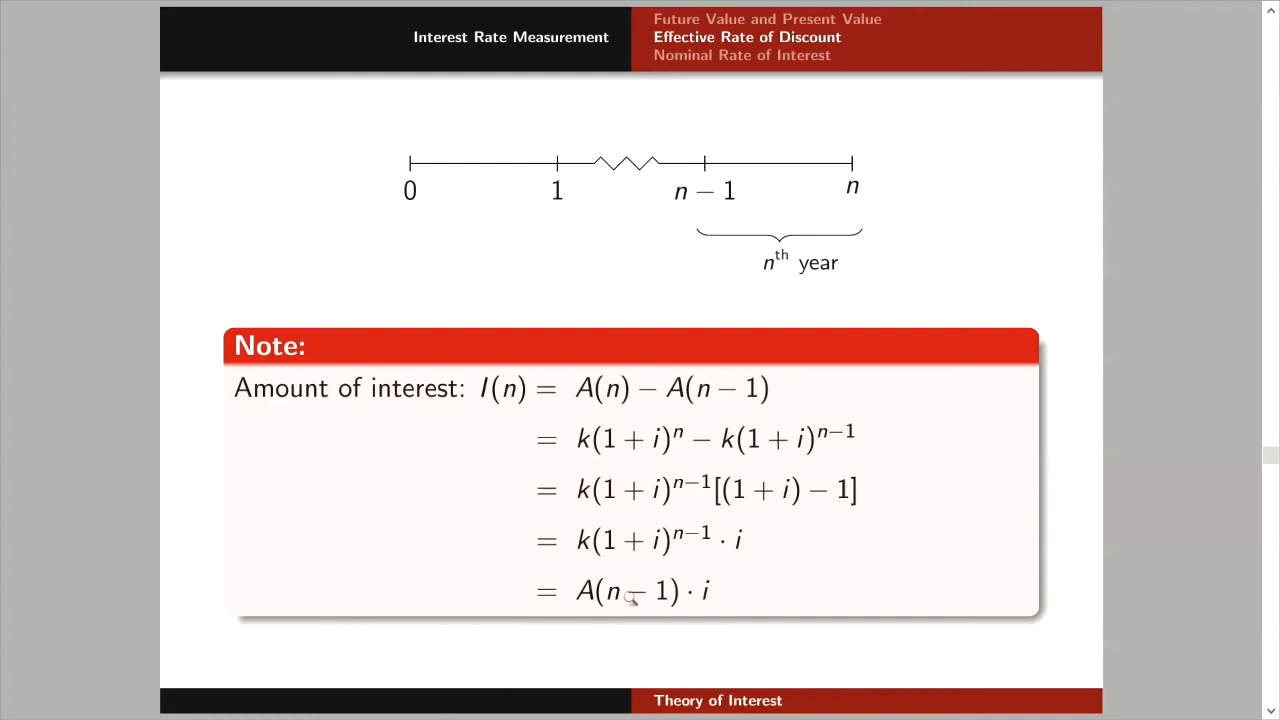 Interest Rate Measurement
Future Value and Present Value
Effective Rate of Discount
Nominal Rate of Interest
0 1 n − 1 n
nᵗʰ year
Note:
Amount of interest: I(n) = A(n) − A(n − 1)
= k(1 + i)ⁿ − k(1 + i)ⁿ⁻¹
= k(1 + i)ⁿ⁻¹[(1 + i) − 1]
= k(1 + i)ⁿ⁻¹ · i
= A(n − 1) · i
Theory of Interest